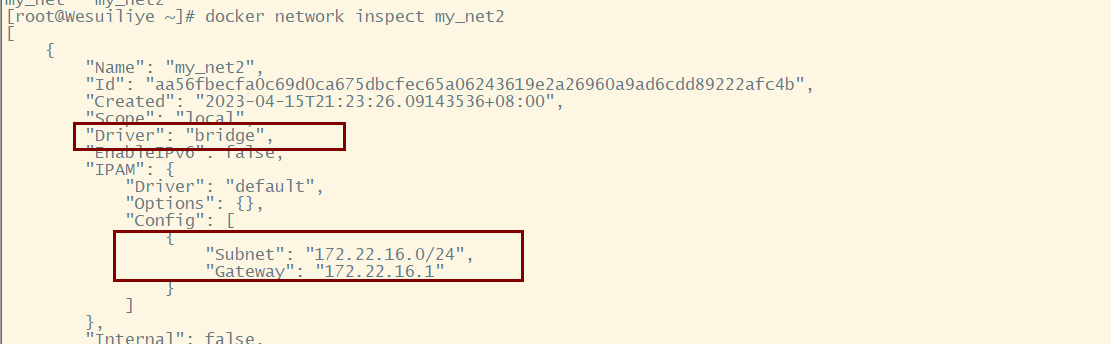 my_net my_net2
[root@Wesuiliye ~]# docker network inspect my_net2
[
    {
        "Name": "my_net2",
        "Id": "aa56fbecfa0c69d0ca675dbcfec65a06243619e2a26960a9ad6cdd89222afc4b",
        "Created": "2023-04-15T21:23:26.09143536+08:00",
        "Scope": "local",
        "Driver": "bridge",
        "EnableIPv6": false,
        "IPAM": {
            "Driver": "default",
            "Options": {},
            "Config": [
                {
                    "Subnet": "172.22.16.0/24",
                    "Gateway": "172.22.16.1"
                }
            ]
        },
        "Internal": false,